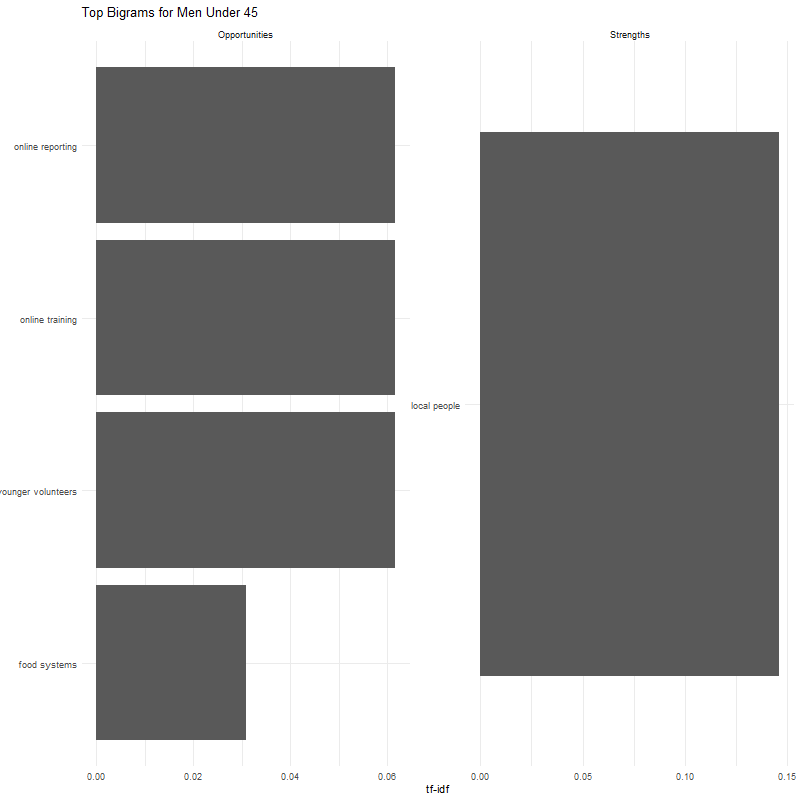 Top Bigrams for Men Under 45
Opportunities
Strengths
online reporting
online training
younger volunteers
food systems
local people
0.00 0.02 0.04 0.06
0.00 0.05 0.10 0.15
tf-idf